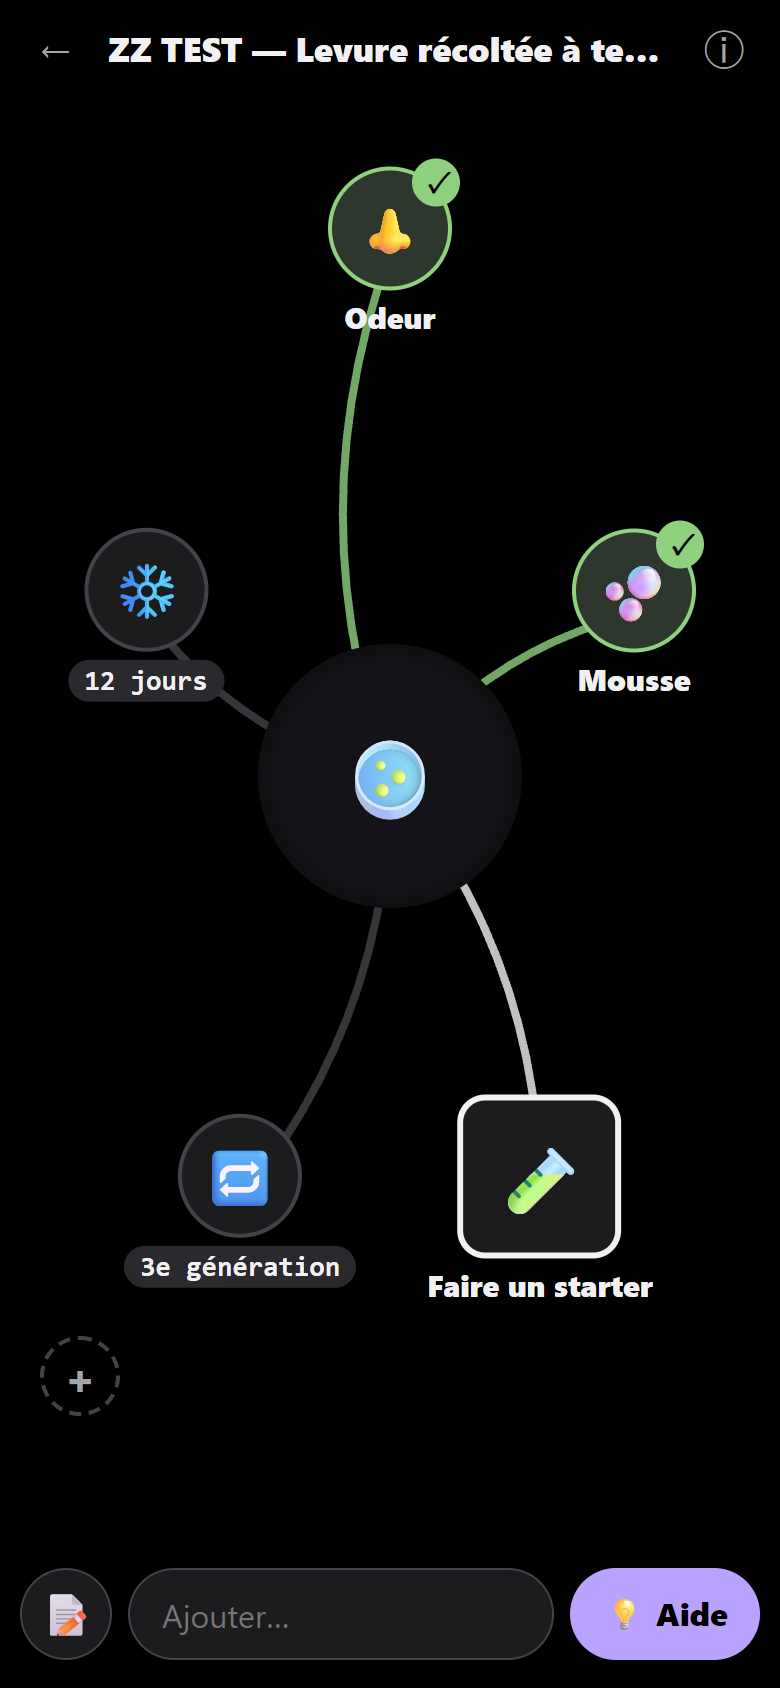 ZZ TEST — Levure récoltée à te...
Odeur
12 jours
Mousse
3e génération
Faire un starter
+
Ajouter...
Aide